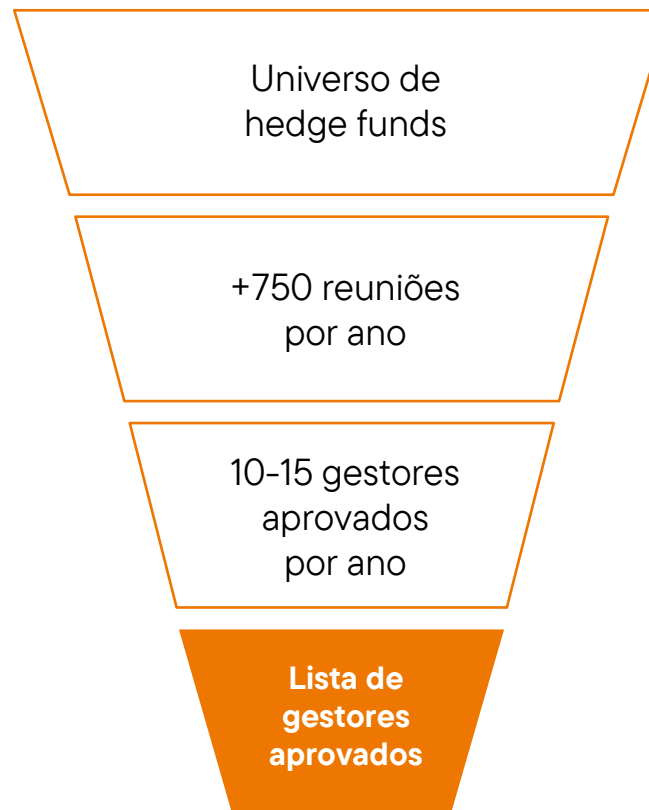 Universo de
hedge funds
+750 reuniões
por ano
10-15 gestores
aprovados
por ano
Lista de
gestores
aprovados